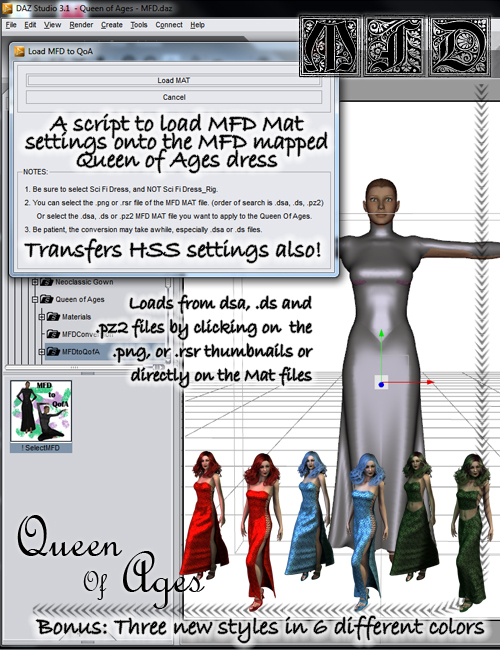 DAZ Studio 3.1 - Queen of Ages - MFD.daz
File Edit View Render Create Tools Connect Help
MFD
Load MFD to QoA
Load MAT
Cancel
A script to load MFD Mat
settings onto the MFD mapped
Queen of Ages dress
NOTES:
1. Be sure to select Sci Fi Dress, and NOT Sci Fi Dress_Rig.
2. You can select the .png or .rsr file of the MFD MAT file. (order of search is .dsa, .ds, .pz2)
Or select the .dsa, .ds or .pz2 MFD MAT file you want to apply to the Queen Of Ages.
3. Be patient, the conversion may take awhile, especially .dsa or .ds files.
Transfers HSS settings also!
Neoclassic Gown
Queen of Ages
Materials
MFDConver
MFDtoQofA
Loads from dsa, .ds and
.pz2 files by clicking on the
.png, or .rsr thumbnails or
directly on the Mat files
MFD
to
QofA
! SelectMFD
Queen
Of Ages
Bonus: Three new styles in 6 different colors